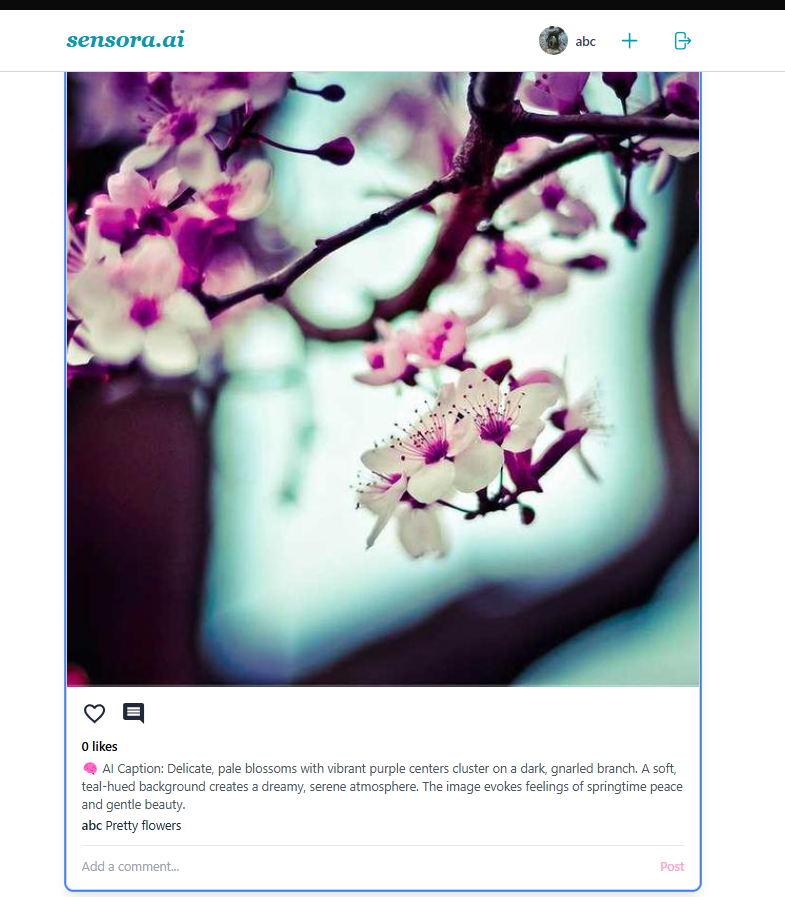 sensora.ai
abc
0 likes
🧠 AI Caption: Delicate, pale blossoms with vibrant purple centers cluster on a dark, gnarled branch. A soft,
teal-hued background creates a dreamy, serene atmosphere. The image evokes feelings of springtime peace
and gentle beauty.
abc Pretty flowers
Add a comment... Post